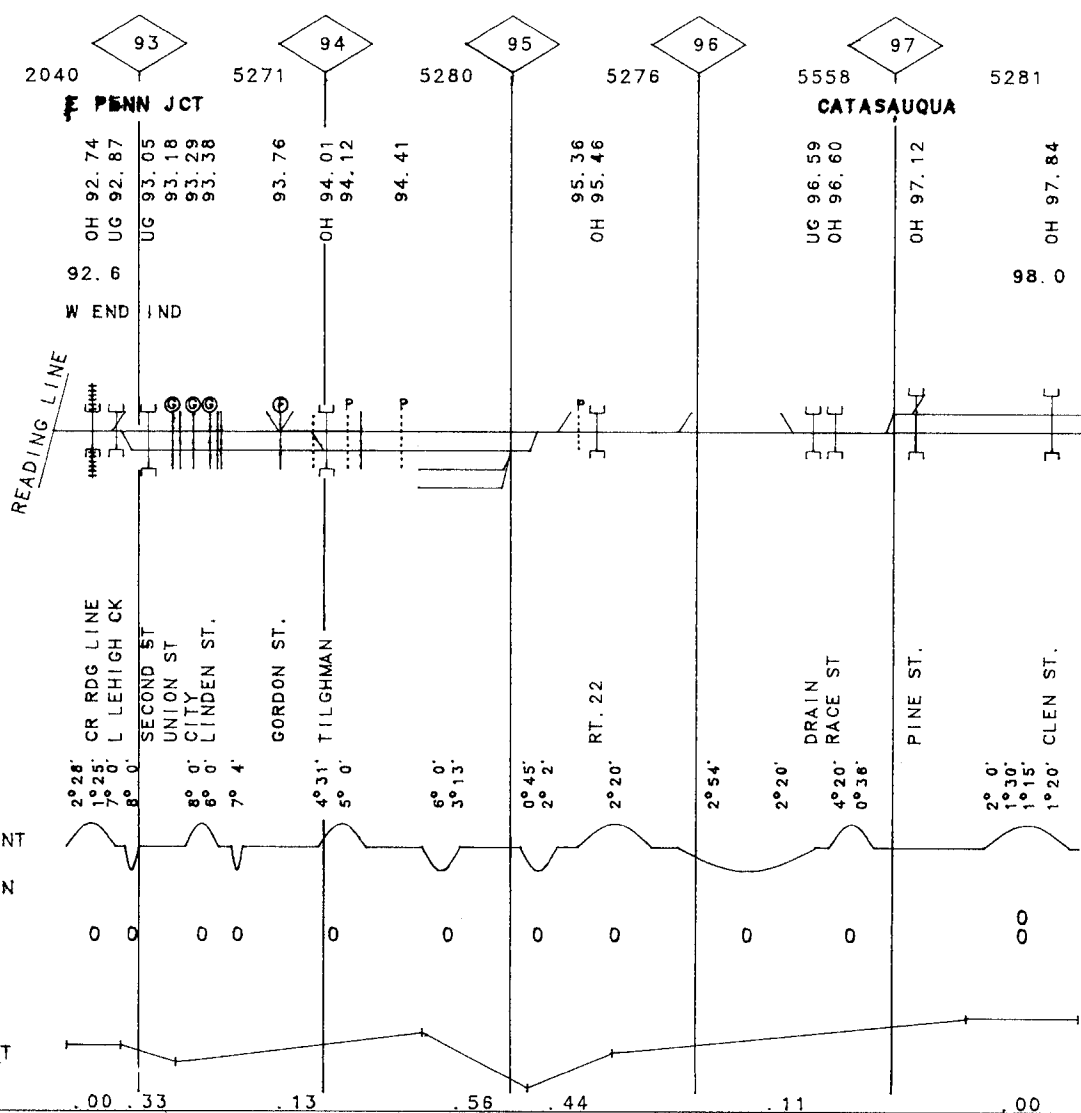 93 94 95 96 97
2040 5271 5280 5276 5558 5281
E PENN JCT CATASAUQUA
OH 92.74
UG 92.87
UG 93.05
93.18
93.29
93.38
93.76
OH 94.01
94.12
94.41
95.36
OH 95.46
UG 96.59
OH 96.60
OH 97.12
OH 97.84
92.6 98.0
W END IND
READING LINE
G G G F P P P
CR RDG LINE
L LEHIGH CK
SECOND ST
UNION ST
CITY
LINDEN ST.
GORDON ST.
TILGHMAN
RT. 22
DRAIN
RACE ST
PINE ST.
CLEN ST.
2° 28'
1° 25'
7° 0'
8° 0'
8° 0'
6° 0'
7° 4'
4° 31'
5° 0'
6° 0'
3° 13'
0° 45'
2° 2'
2° 20'
2° 54'
2° 20'
4° 20'
0° 36'
2° 0'
1° 30'
1° 15'
1° 20'
NT
N
0
0 0 0 0 0 0 0 0 0 0 0
T
.00 .33 .13 .56 .44 .11 .00